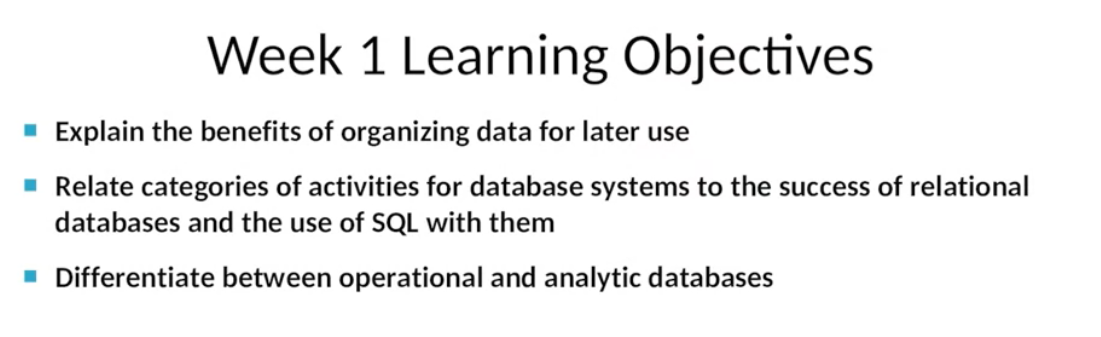 Week 1 Learning Objectives
Explain the benefits of organizing data for later use
Relate categories of activities for database systems to the success of relational
databases and the use of SQL with them
Differentiate between operational and analytic databases